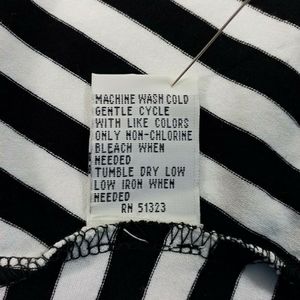 MACHINE WASH COLD
GENTLE CYCLE
WITH LIKE COLORS
ONLY NON-CHLORINE
BLEACH WHEN
NEEDED
TUMBLE DRY LOW
LOW IRON WHEN
NEEDED
RN 51323